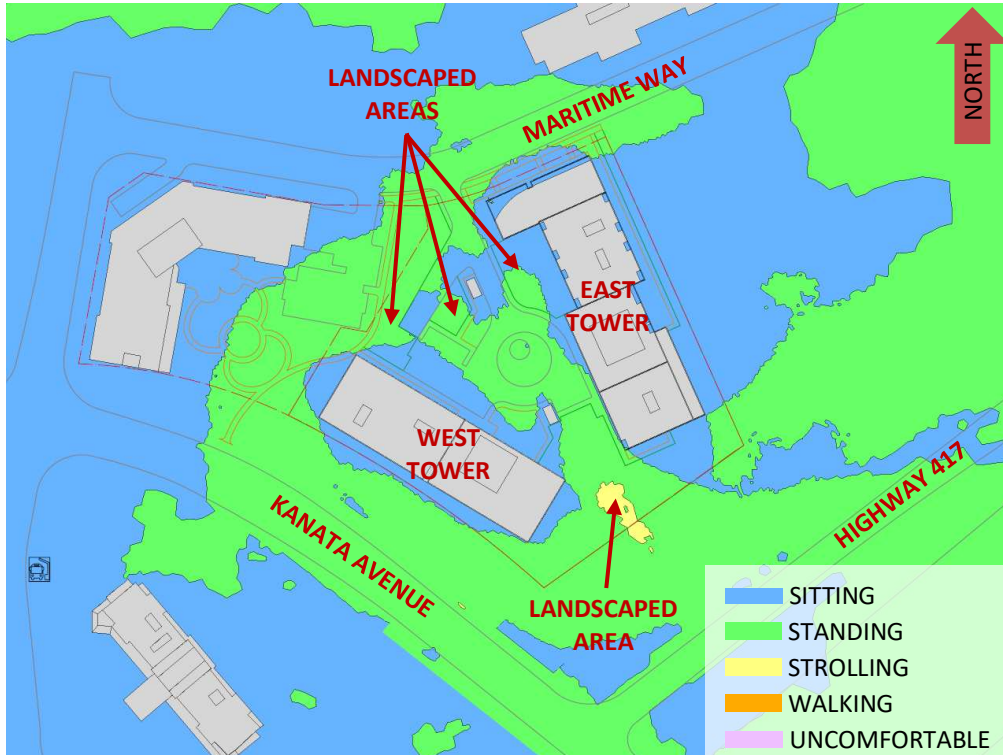 LANDSCAPED
AREAS
MARITIME WAY
NORTH
EAST
TOWER
WEST
TOWER
KANATA AVENUE
HIGHWAY 417
LANDSCAPED
AREA
SITTING
STANDING
STROLLING
WALKING
UNCOMFORTABLE